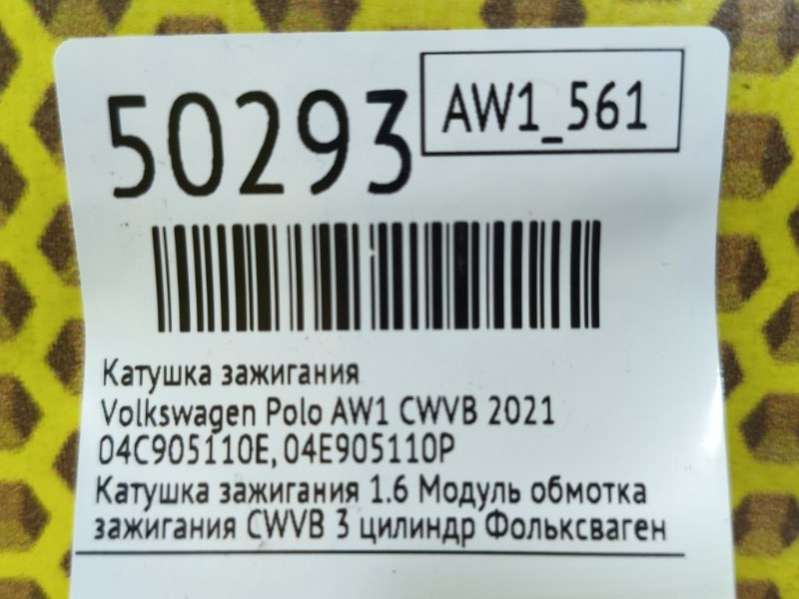 50293
AW1_561
Катушка зажигания
Volkswagen Polo AW1 CWVB 2021
04C905110E, 04E905110P
Катушка зажигания 1.6 Модуль обмотка
зажигания CWVB 3 цилиндр Фольксваген